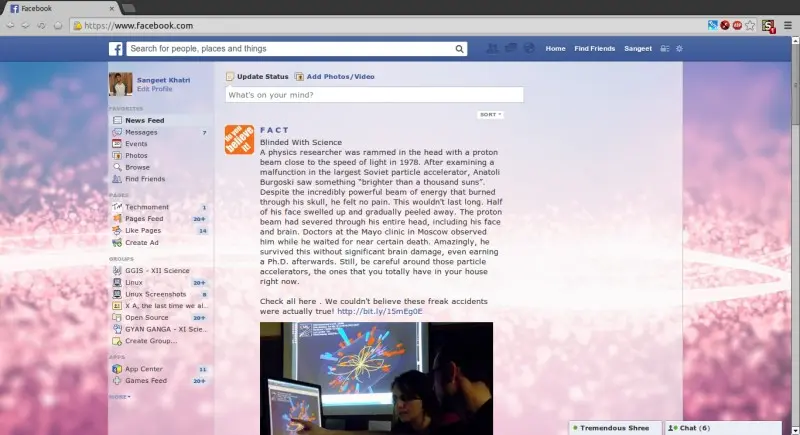 Facebook
https://www.facebook.com
Search for people, places and things
Home
Find Friends
Sangeet
Sangeet Khatri
Edit Profile
FAVORITES
News Feed
Messages 7
Events
Photos
Browse
Find Friends
PAGES
Techmoment 1
Pages Feed 20+
Like Pages 14
Create Ad
GROUPS
GGIS - XII Science
Linux 20+
Linux Screenshots 8
X A, the last time we al...
Open Source 20+
GYAN GANGA - XI Scie...
Create Group...
APPS
App Center 11
Games Feed 20+
MORE
Update Status
Add Photos/Video
What's on your mind?
SORT
Do you believe it!
F A C T
Blinded With Science
A physics researcher was rammed in the head with a proton
beam close to the speed of light in 1978. After examining a
malfunction in the largest Soviet particle accelerator, Anatoli
Burgoski saw something “brighter than a thousand suns”.
Despite the incredibly powerful beam of energy that burned
through his skull, he felt no pain. This wouldn't last long. Half
of his face swelled up and gradually peeled away. The proton
beam had severed through his entire head, including his face
and brain. Doctors at the Mayo clinic in Moscow observed
him while he waited for near certain death. Amazingly, he
survived this without significant brain damage, even earning
a Ph.D. afterwards. Still, be careful around those particle
accelerators, the ones that you totally have in your house
right now.
Check all here . We couldn't believe these freak accidents
were actually true! http://bit.ly/15mEg0E
Tremendous Shree
Chat (6)